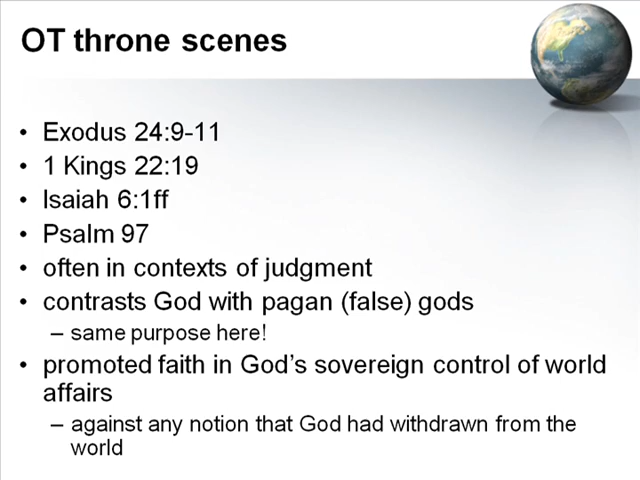 OT throne scenes
• Exodus 24:9-11
• 1 Kings 22:19
• Isaiah 6:1ff
• Psalm 97
• often in contexts of judgment
• contrasts God with pagan (false) gods
– same purpose here!
• promoted faith in God's sovereign control of world
affairs
– against any notion that God had withdrawn from the
world